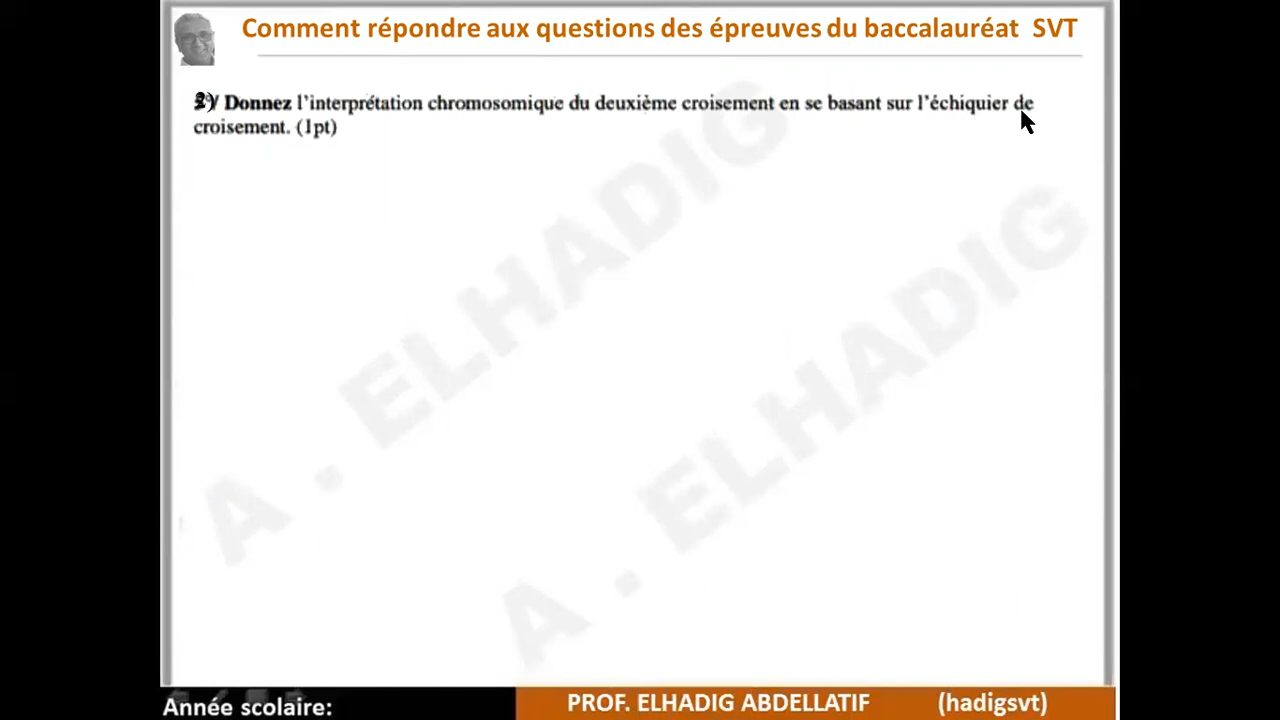 Comment répondre aux questions des épreuves du baccalauréat SVT
2) Donnez l'interprétation chromosomique du deuxième croisement en se basant sur l'échiquier de
croisement. (1pt)
A . ELHADIG
A . ELHADIG
Année scolaire:
PROF. ELHADIG ABDELLATIF (hadigsvt)